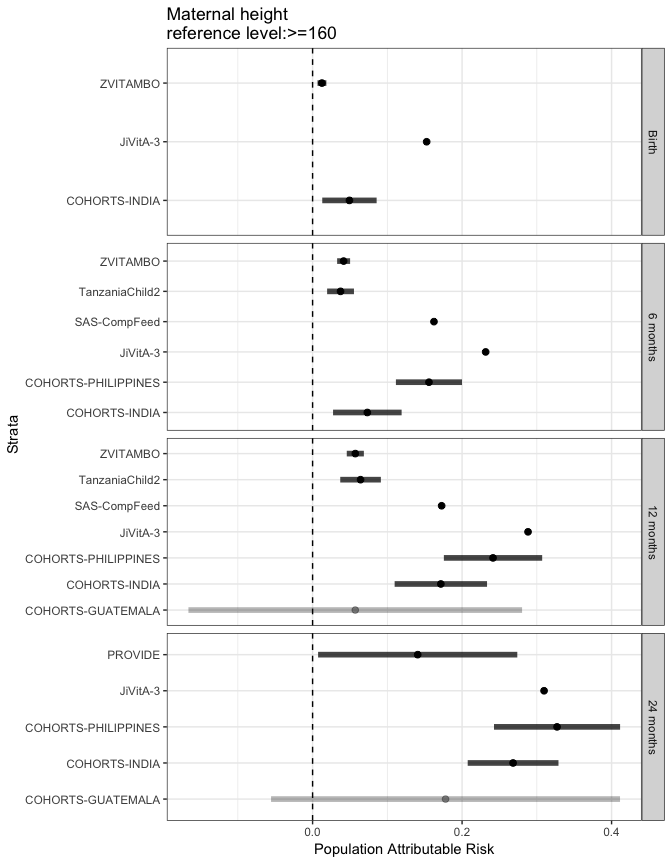 Maternal height
reference level:>=160
Strata
ZVITAMBO
JiVitA-3
COHORTS-INDIA
Birth
ZVITAMBO
TanzaniaChild2
SAS-CompFeed
JiVitA-3
COHORTS-PHILIPPINES
COHORTS-INDIA
6 months
ZVITAMBO
TanzaniaChild2
SAS-CompFeed
JiVitA-3
COHORTS-PHILIPPINES
COHORTS-INDIA
COHORTS-GUATEMALA
12 months
PROVIDE
JiVitA-3
COHORTS-PHILIPPINES
COHORTS-INDIA
COHORTS-GUATEMALA
24 months
0.0 0.2 0.4
Population Attributable Risk